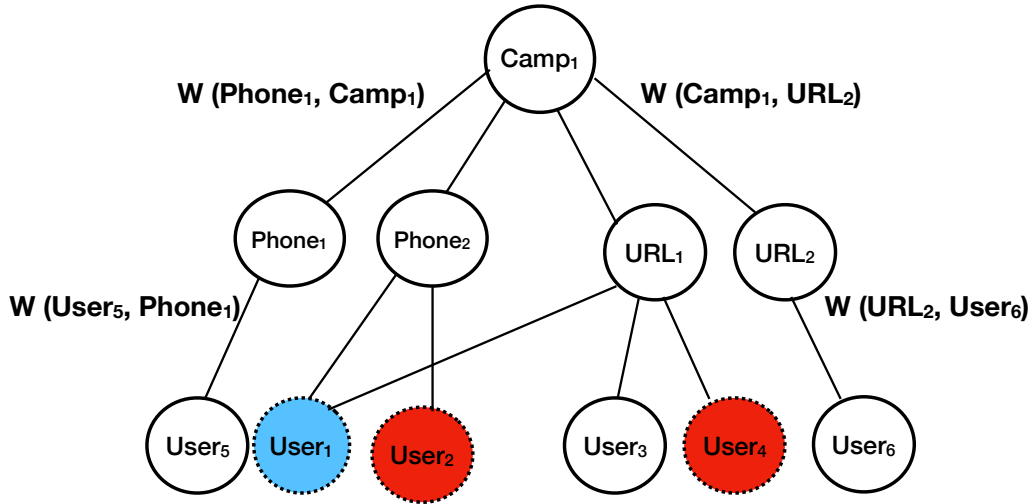 Camp₁
W (Phone₁, Camp₁)
W (Camp₁, URL₂)
Phone₁
Phone₂
URL₁
URL₂
W (User₅, Phone₁)
W (URL₂, User₆)
User₅
User₁
User₂
User₃
User₄
User₆